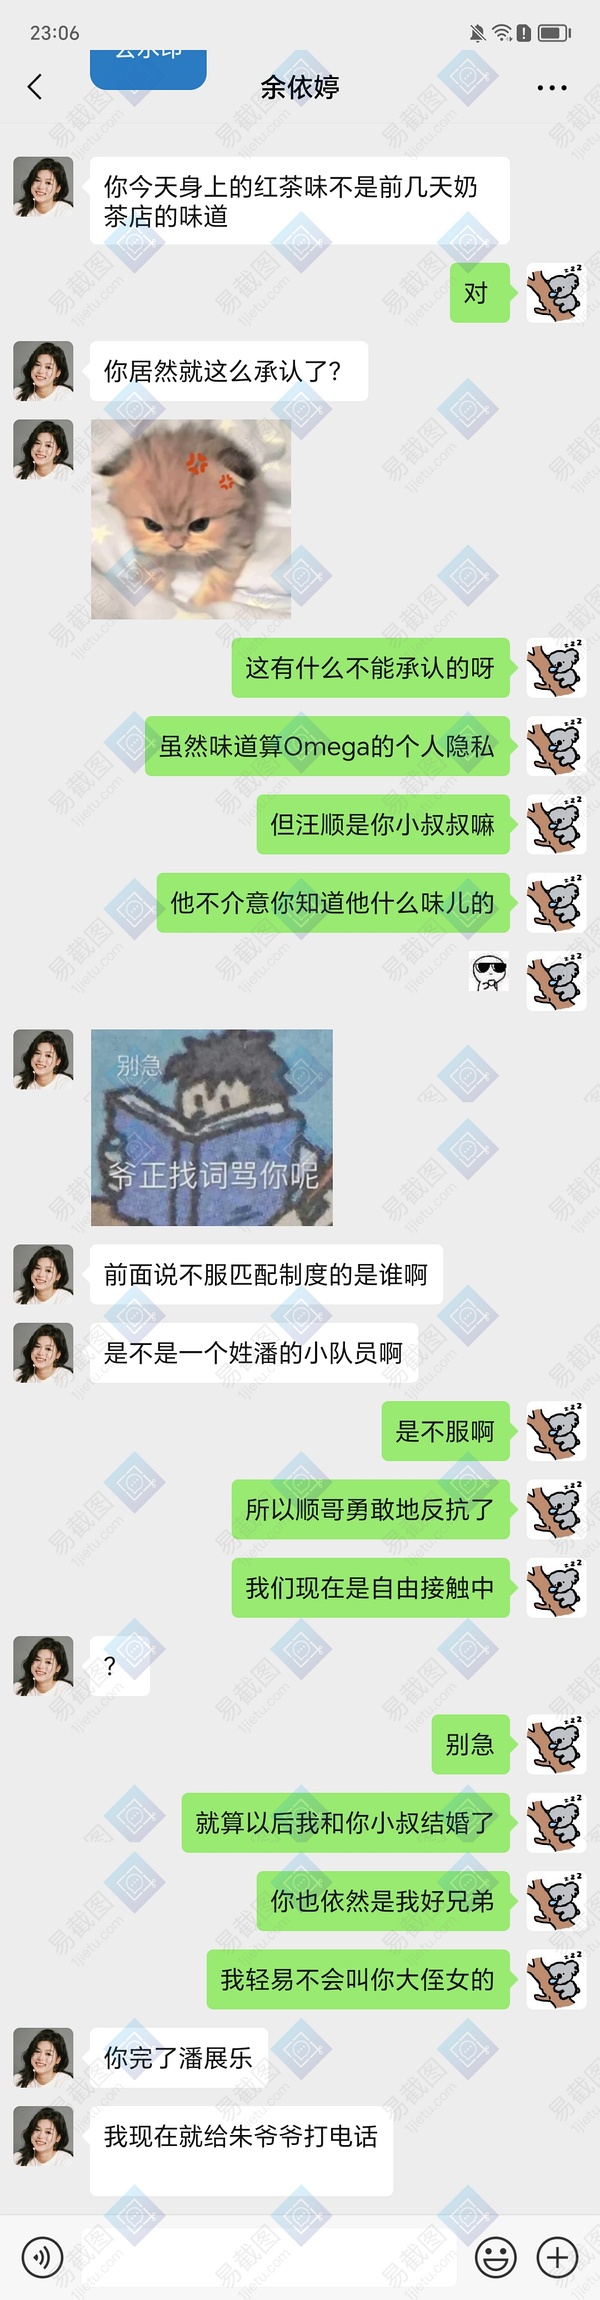 23:06
去水印
余依婷
你今天身上的红茶味不是前几天奶
茶店的味道
对
你居然就这么承认了？
这有什么不能承认的呀
虽然味道算Omega的个人隐私
但汪顺是你小叔叔嘛
他不介意你知道他什么味儿的
别急
爷正找词骂你呢
前面说不服匹配制度的是谁啊
是不是一个姓潘的小队员啊
是不服啊
所以顺哥勇敢地反抗了
我们现在是自由接触中
？
别急
就算以后我和你小叔结婚了
你也依然是我好兄弟
我轻易不会叫你大侄女的
你完了潘展乐
我现在就给朱爷爷打电话
易截图
1jietu.com